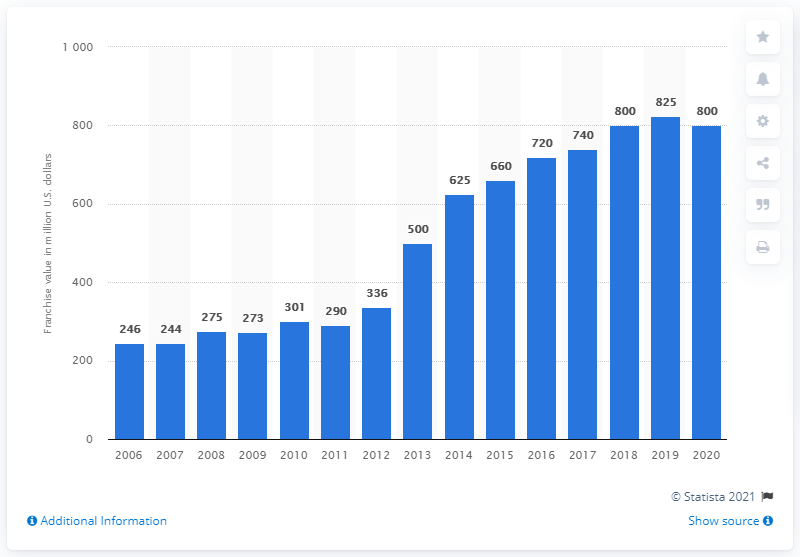 Franchise value in million U.S. dollars
1 000
800
600
400
200
0
246 244 275 273 301 290 336 500 625 660 720 740 800 825 800
2006 2007 2008 2009 2010 2011 2012 2013 2014 2015 2016 2017 2018 2019 2020
© Statista 2021
Additional Information Show source